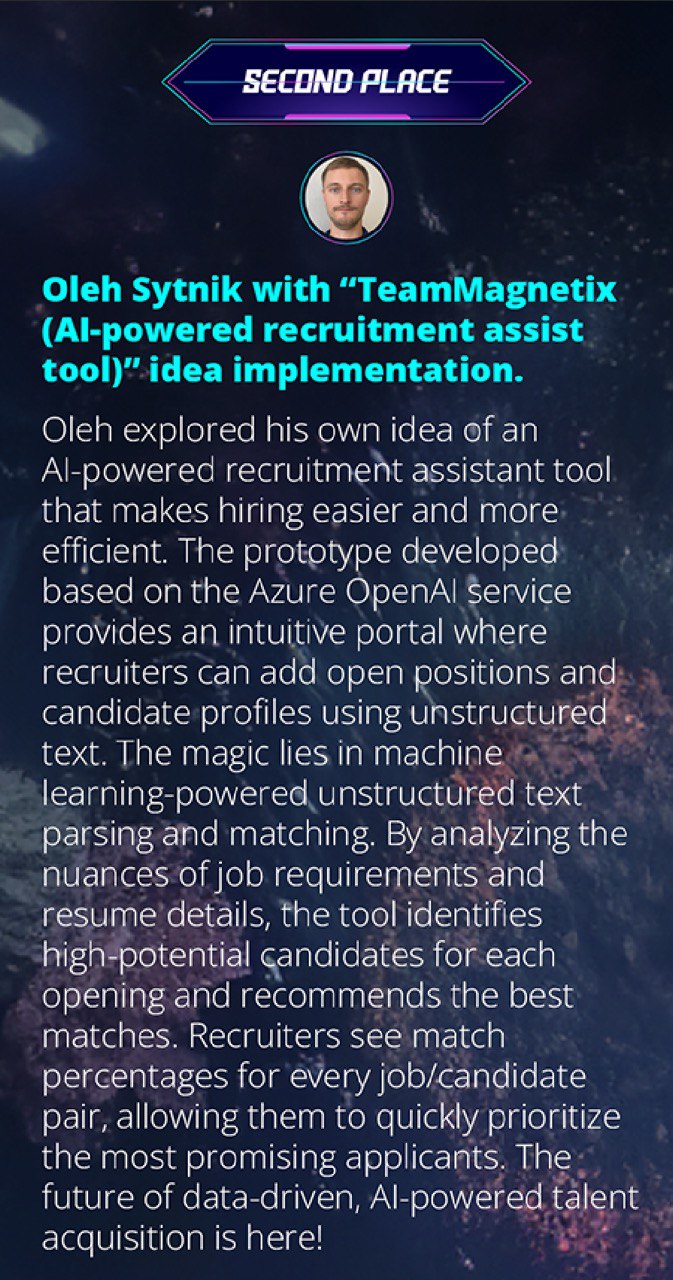 SECOND PLACE
Oleh Sytnik with “TeamMagnetix
(AI-powered recruitment assist
tool)” idea implementation.
Oleh explored his own idea of an
AI-powered recruitment assistant tool
that makes hiring easier and more
efficient. The prototype developed
based on the Azure OpenAI service
provides an intuitive portal where
recruiters can add open positions and
candidate profiles using unstructured
text. The magic lies in machine
learning-powered unstructured text
parsing and matching. By analyzing the
nuances of job requirements and
resume details, the tool identifies
high-potential candidates for each
opening and recommends the best
matches. Recruiters see match
percentages for every job/candidate
pair, allowing them to quickly prioritize
the most promising applicants. The
future of data-driven, AI-powered talent
acquisition is here!